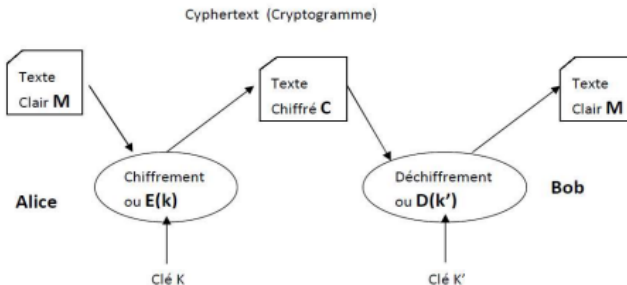 Cyphertext (Cryptogramme)
Texte
Clair M
Texte
Chiffré C
Texte
Clair M
Chiffrement
ou E(k)
Déchiffrement
ou D(k')
Alice
Bob
Clé K
Clé K'